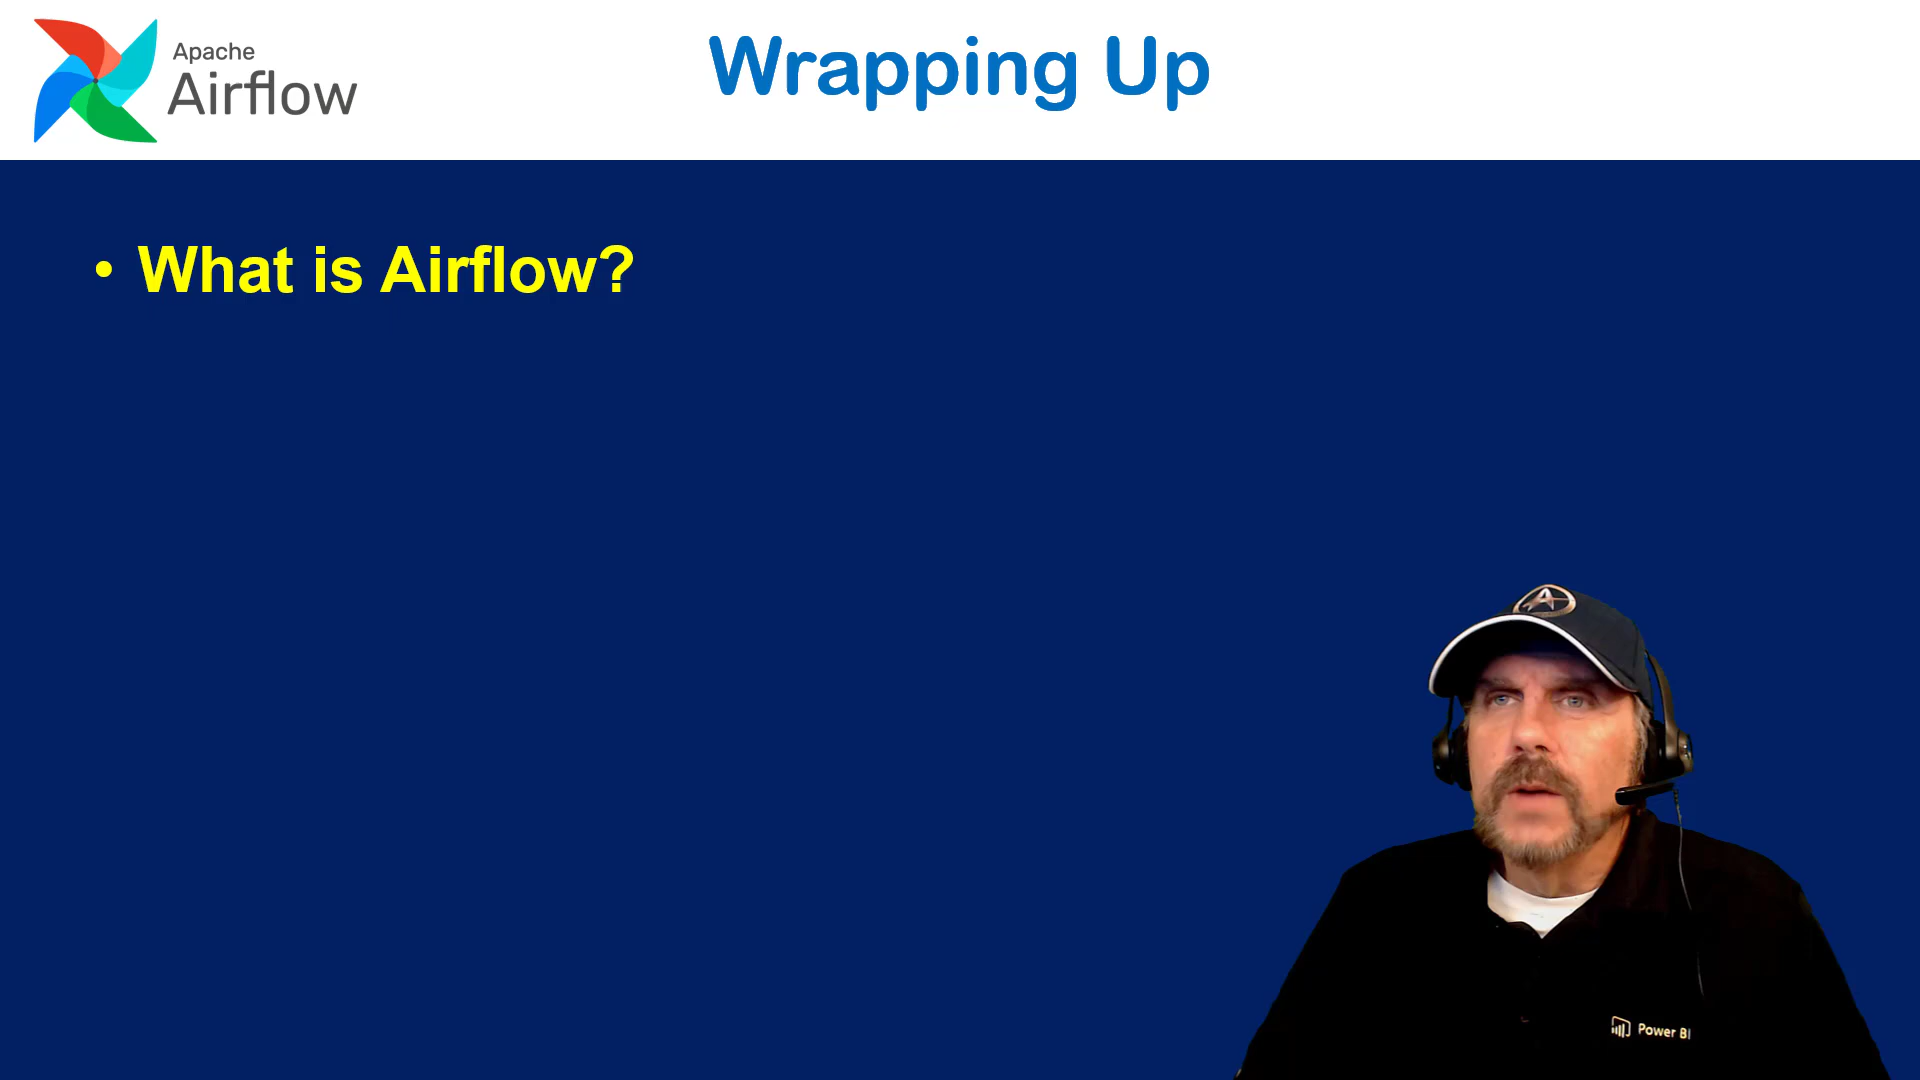 Apache
Airflow
Wrapping Up
• What is Airflow?
Power BI